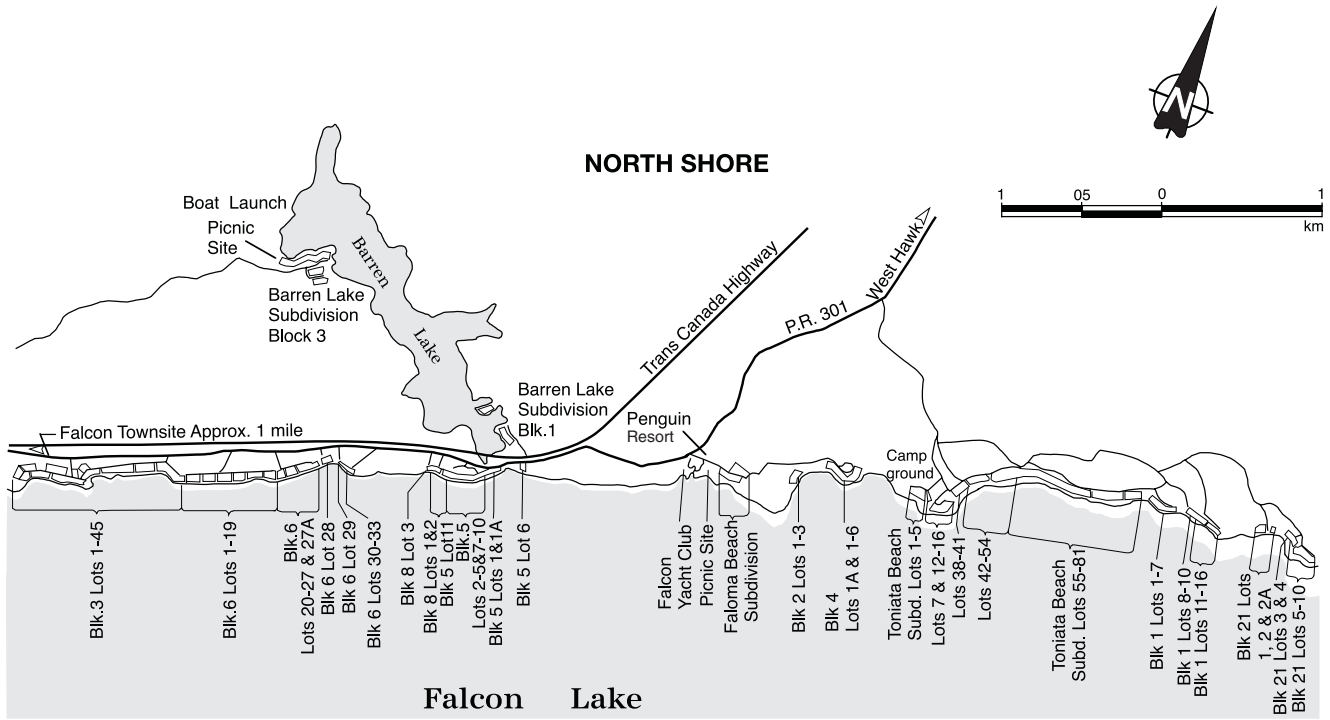 N
NORTH SHORE
1 05 0 1
km
Boat Launch
Picnic
Site
Barren
Lake
Barren Lake
Subdivision
Block 3
Trans Canada Highway
P.R. 301
West Hawk
Barren Lake
Subdivision
Blk.1
Penguin
Resort
Falcon Townsite Approx. 1 mile
Camp
ground
Blk.3 Lots 1-45
Blk.6 Lots 1-19
Blk.6
Lots 20-27 & 27A
Blk 6 Lot 28
Blk 6 Lot 29
Blk 6 Lots 30-33
Blk 8 Lot 3
Blk 8 Lots 1&2
Blk 5 Lot11
Blk.5
Lots 2-5&7-10
Blk 5 Lots 1&1A
Blk 5 Lot 6
Falcon
Yacht Club
Picnic Site
Faloma Beach
Subdivision
Blk 2 Lots 1-3
Blk 4
Lots 1A & 1-6
Toniata Beach
Subd. Lots 1-5
Lots 7 & 12-16
Lots 38-41
Lots 42-54
Toniata Beach
Subd. Lots 55-81
Blk 1 Lots 1-7
Blk 1 Lots 8-10
Blk 1 Lots 11-16
Blk 21 Lots
1, 2 & 2A
Blk 21 Lots 3 & 4
Blk 21 Lots 5-10
Falcon Lake